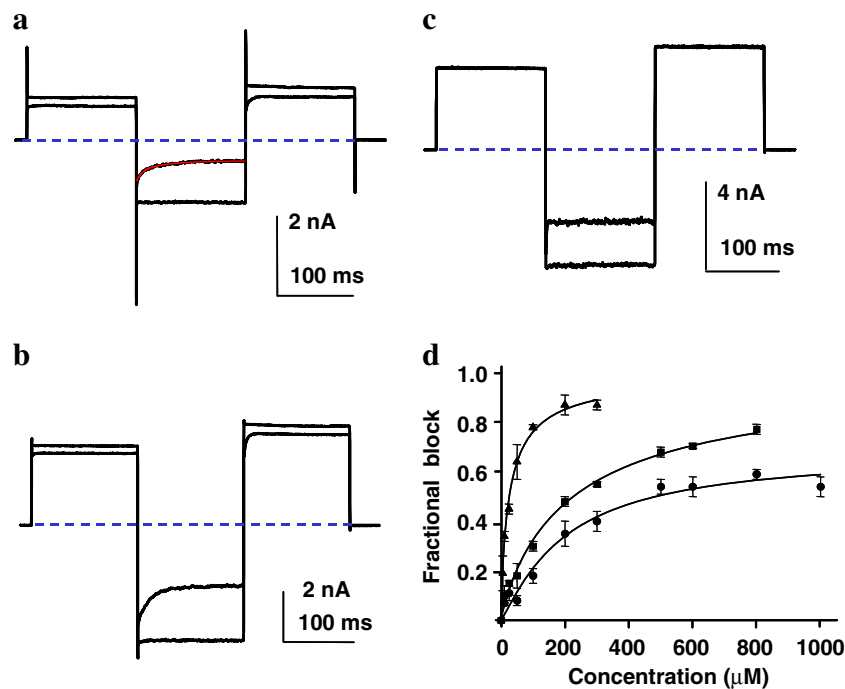 a
2 nA
100 ms
b
2 nA
100 ms
c
4 nA
100 ms
d
Fractional block
1.0
0.8
0.6
0.4
0.2
0 200 400 600 800 1000
Concentration (μM)